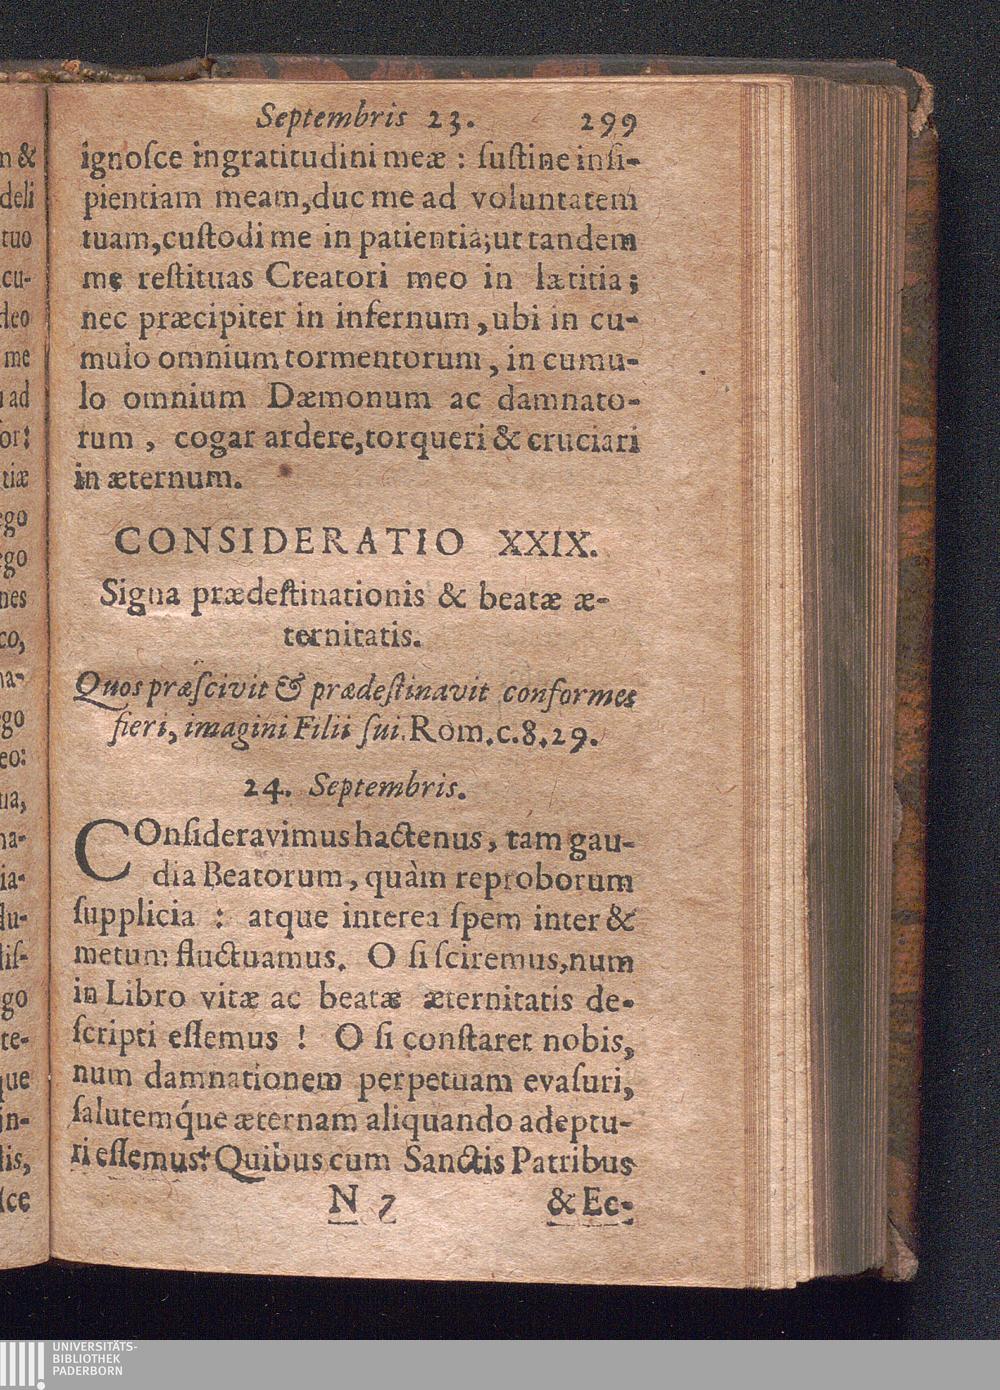 Septembris 23. 299
ignoſce ingratitudini meæ : ſuſtine inſi-
pientiam meam, duc me ad voluntatem
tuam, cuſtodi me in patientia; ut tandem
me reſtituas Creatori meo in lætitia;
nec præcipiter in infernum, ubi in cu-
mulo omnium tormentorum, in cumu-
lo omnium Dæmonum ac damnato-
rum, cogar ardere, torqueri & cruciari
in æternum.
CONSIDERATIO XXIX.
Signa prædeſtinationis & beatæ æ-
ternitatis.
Quos præſcivit & prædeſtinavit conformes
fieri, imagini Filii ſui. Rom. c. 8. 29.
24. Septembris.
COnſideravimus hactenus, tam gau-
dia Beatorum, quàm reproborum
ſupplicia : atque interea ſpem inter &
metum fluctuamus. O ſi ſciremus, num
in Libro vitæ ac beatæ æternitatis de-
ſcripti eſſemus ! O ſi conſtaret nobis,
num damnationem perpetuam evaſuri,
ſalutemq́ue æternam aliquando adeptu-
ri eſſemus! Quibus cum Sanctis Patribus
N 7 & Ec-
UNIVERSITÄTS-
BIBLIOTHEK
PADERBORN